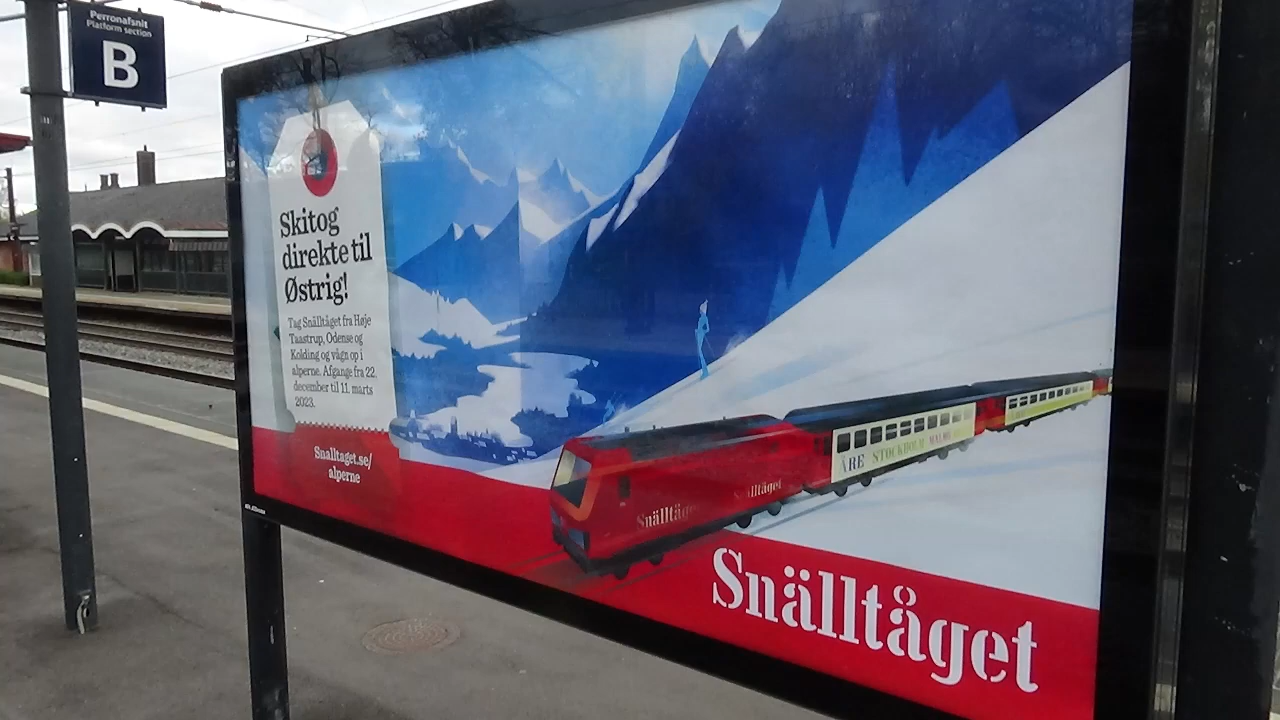 Perronafsnit
Platform section
B
Skitog
direkte til
Østrig!
Tag Snälltåget fra Høje
Taastrup, Odense og
Kolding og vågn op i
alperne. Afgange fra 22.
december til 11. marts
2023.
Snalltaget.se/
alperne
Snälltåget
Snälltåget
ÅRE STOCKHOLM MALMÖ
Snälltåget